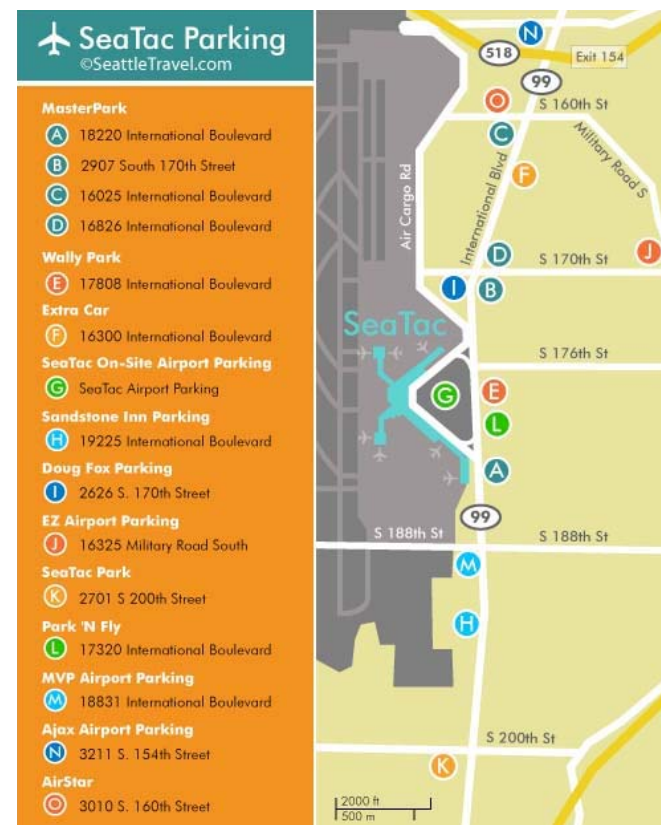 SeaTac Parking
©SeattleTravel.com
MasterPark
A 18220 International Boulevard
B 2907 South 170th Street
C 16025 International Boulevard
D 16826 International Boulevard
Wally Park
E 17808 International Boulevard
Extra Car
F 16300 International Boulevard
SeaTac On-Site Airport Parking
G SeaTac Airport Parking
Sandstone Inn Parking
H 19225 International Boulevard
Doug Fox Parking
I 2626 S. 170th Street
EZ Airport Parking
J 16325 Military Road South
SeaTac Park
K 2701 S 200th Street
Park 'N Fly
L 17320 International Boulevard
MVP Airport Parking
M 18831 International Boulevard
Ajax Airport Parking
N 3211 S. 154th Street
AirStar
O 3010 S. 160th Street
N
518
Exit 154
99
O
S 160th St
C
Military Road S
F
Air Cargo Rd
International Blvd
D
J
S 170th St
I
B
SeaTac
S 176th St
G
E
L
A
99
S 188th St
S 188th St
M
H
S 200th St
K
2000 ft
500 m